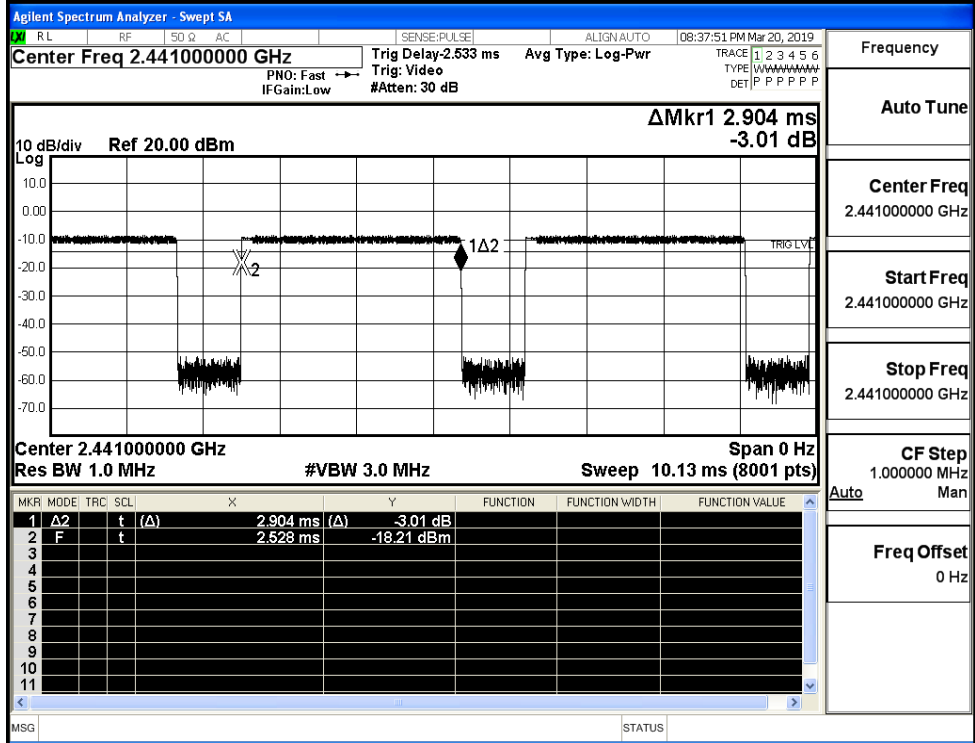 Agilent Spectrum Analyzer - Swept SA
LXI RL RF 50 Ω AC SENSE:PULSE ALIGN AUTO 08:37:51 PM Mar 20, 2019
Center Freq 2.441000000 GHz
PNO: Fast
IFGain:Low
Trig Delay-2.533 ms
Trig: Video
#Atten: 30 dB
Avg Type: Log-Pwr
TRACE 1 2 3 4 5 6
TYPE WWWWWW
DET P P P P P P
ΔMkr1 2.904 ms
-3.01 dB
10 dB/div Ref 20.00 dBm
Log
10.0
0.00
-10.0
-20.0
-30.0
-40.0
-50.0
-60.0
-70.0
1Δ2
2
TRIG LVL
Center 2.441000000 GHz Span 0 Hz
Res BW 1.0 MHz #VBW 3.0 MHz Sweep 10.13 ms (8001 pts)
MKR MODE TRC SCL X Y FUNCTION FUNCTION WIDTH FUNCTION VALUE
1 Δ2 t (Δ) 2.904 ms (Δ) -3.01 dB
2 F t 2.528 ms -18.21 dBm
3
4
5
6
7
8
9
10
11
MSG STATUS
Frequency
Auto Tune
Center Freq
2.441000000 GHz
Start Freq
2.441000000 GHz
Stop Freq
2.441000000 GHz
CF Step
1.000000 MHz
Auto Man
Freq Offset
0 Hz